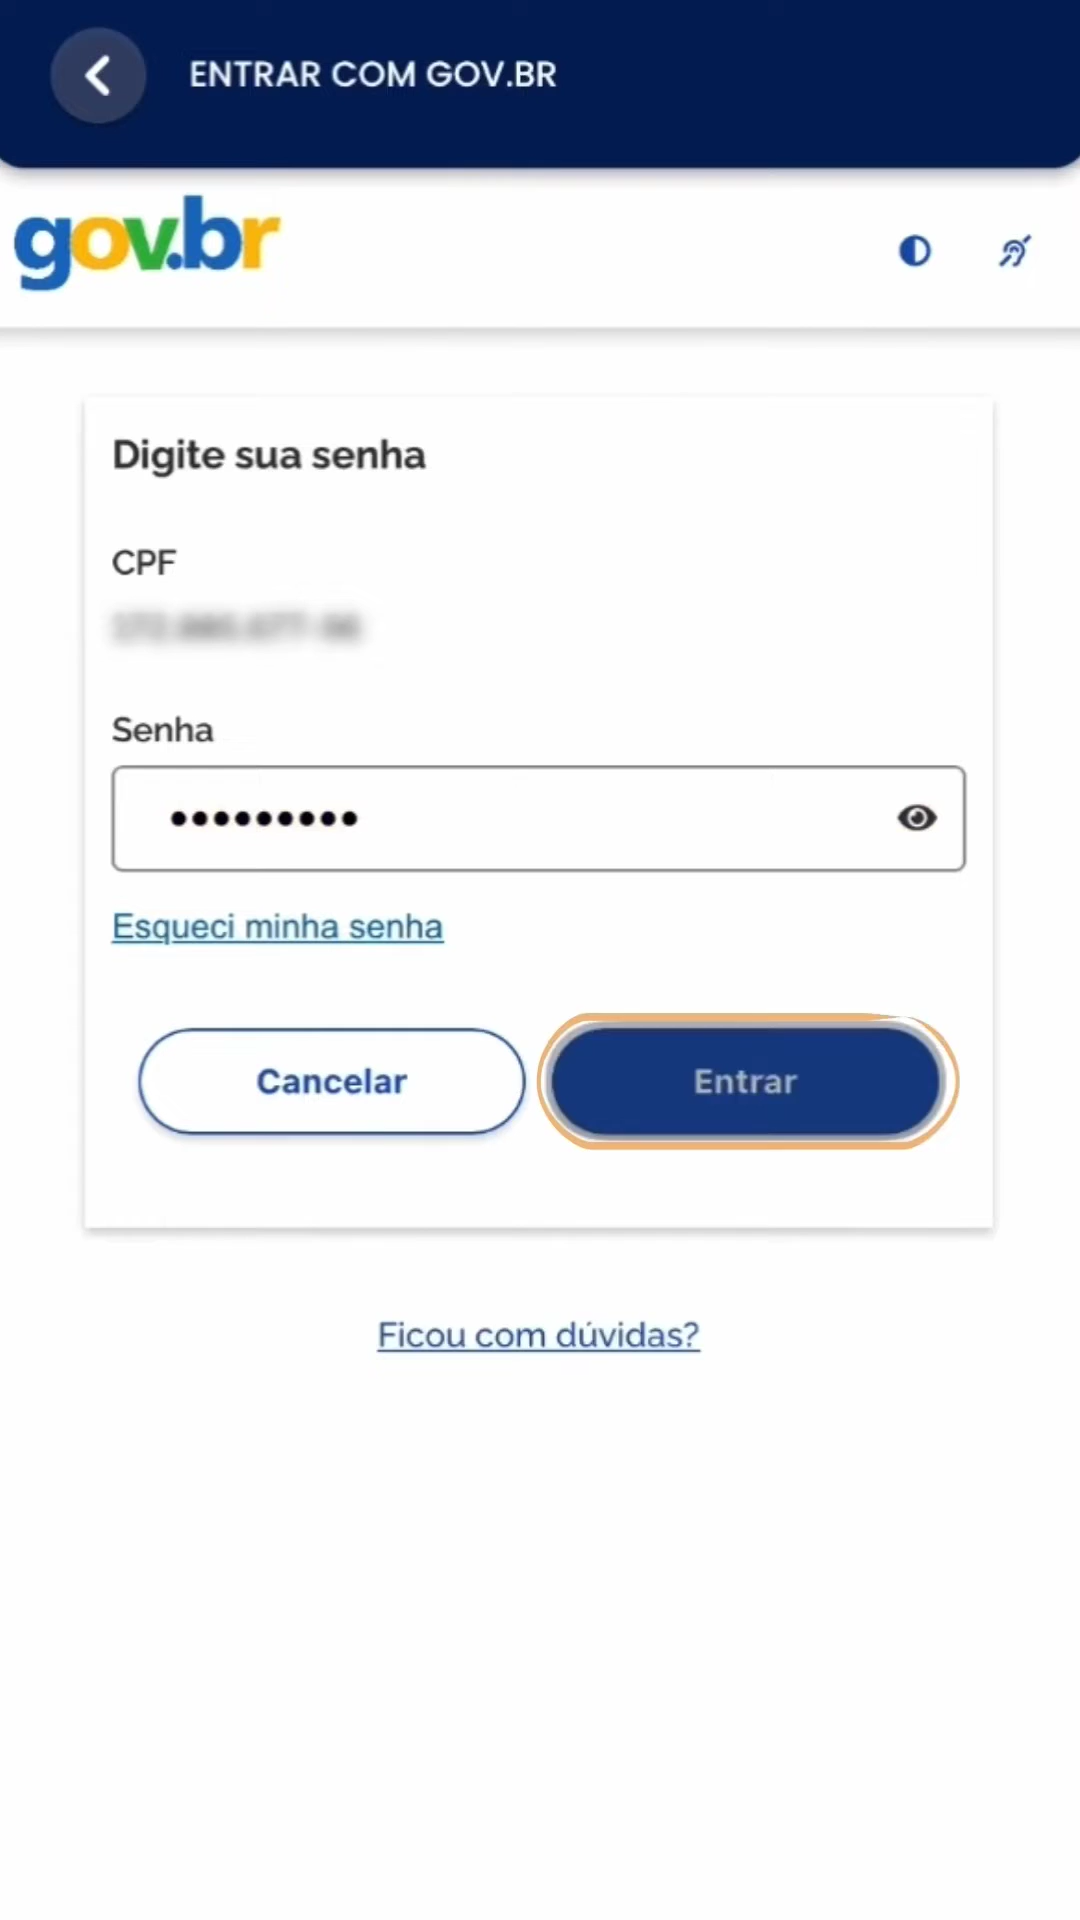 ENTRAR COM GOV.BR
gov.br
Digite sua senha
CPF
Senha
•••••••••
Esqueci minha senha
Cancelar
Entrar
Ficou com dúvidas?